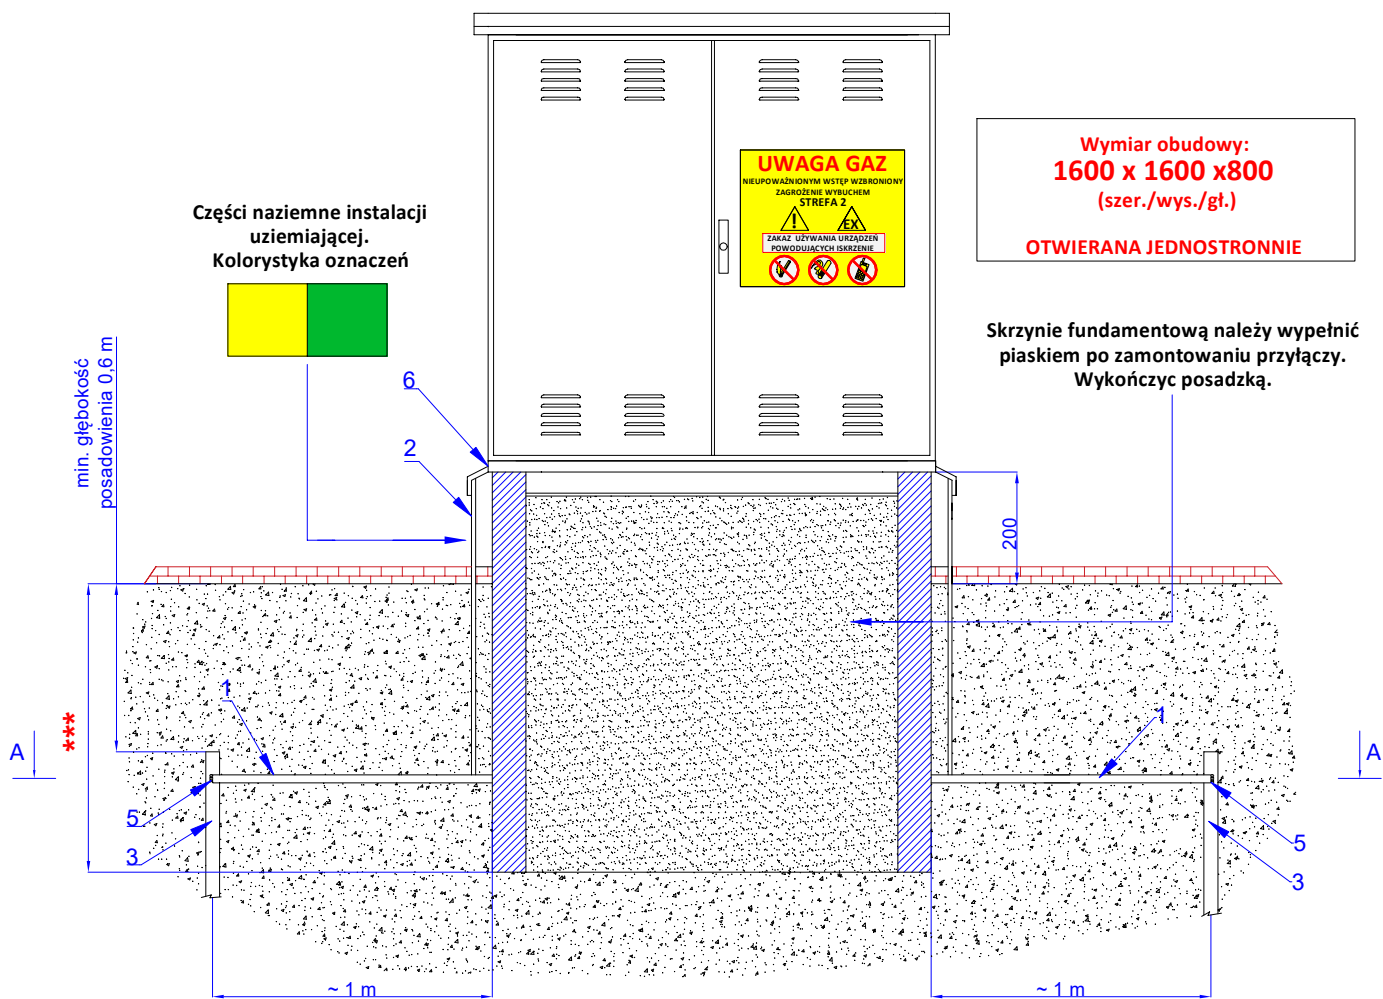 UWAGA GAZ
NIEUPOWAŻNIONYM WSTĘP WZBRONIONY
ZAGROŻENIE WYBUCHEM
STREFA 2
!
EX
ZAKAZ UŻYWANIA URZĄDZEŃ
POWODUJĄCYCH ISKRZENIE
Wymiar obudowy:
1600 x 1600 x800
(szer./wys./gł.)
OTWIERANA JEDNOSTRONNIE
Części naziemne instalacji
uziemiającej.
Kolorystyka oznaczeń
Skrzynie fundamentową należy wypełnić
piaskiem po zamontowaniu przyłączy.
Wykończyc posadzką.
min. głębokość
posadowienia 0,6 m
6
2
200
1
1
***
A
A
5
3
5
3
~ 1 m
~ 1 m